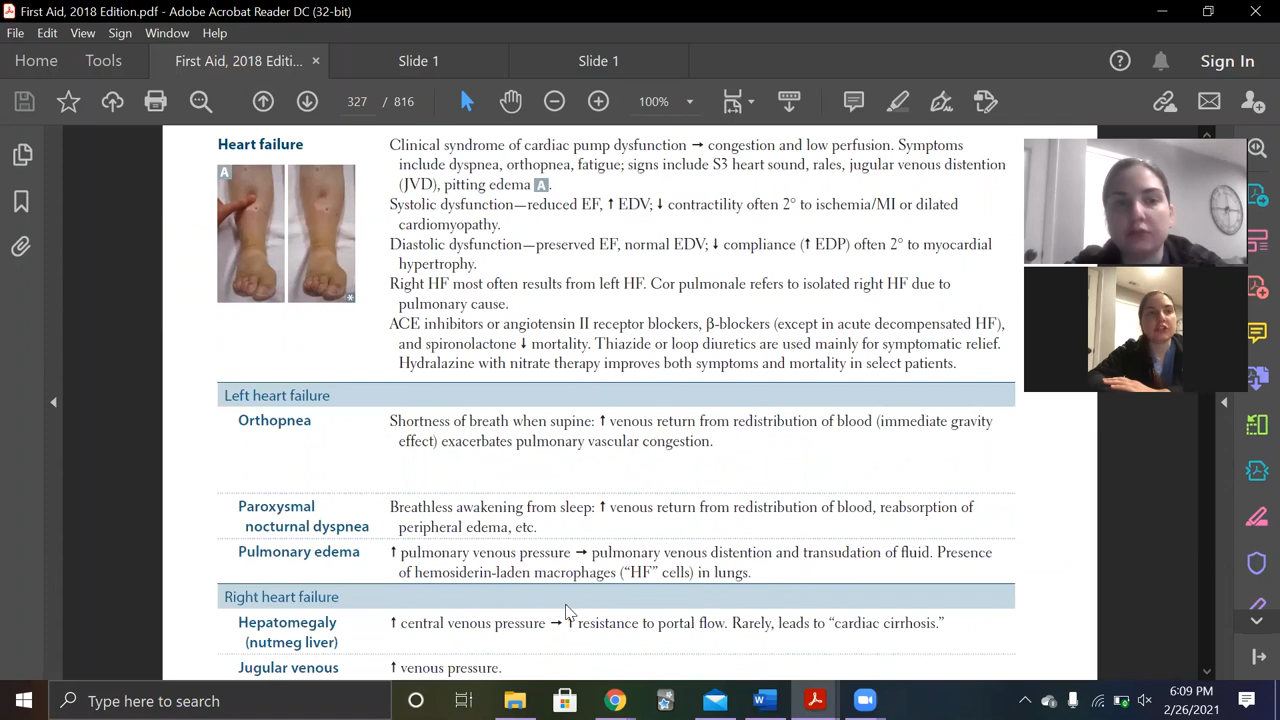 First Aid, 2018 Edition.pdf - Adobe Acrobat Reader DC (32-bit)
File Edit View Sign Window Help
Home Tools First Aid, 2018 Editi... × Slide 1 Slide 1 Sign In
327 / 816 100%
Heart failure
Clinical syndrome of cardiac pump dysfunction → congestion and low perfusion. Symptoms
include dyspnea, orthopnea, fatigue; signs include S3 heart sound, rales, jugular venous distention
(JVD), pitting edema A.
A
Systolic dysfunction—reduced EF, ↑ EDV; ↓ contractility often 2° to ischemia/MI or dilated
cardiomyopathy.
Diastolic dysfunction—preserved EF, normal EDV; ↓ compliance (↑ EDP) often 2° to myocardial
hypertrophy.
Right HF most often results from left HF. Cor pulmonale refers to isolated right HF due to
pulmonary cause.
ACE inhibitors or angiotensin II receptor blockers, β-blockers (except in acute decompensated HF),
and spironolactone ↓ mortality. Thiazide or loop diuretics are used mainly for symptomatic relief.
Hydralazine with nitrate therapy improves both symptoms and mortality in select patients.
Left heart failure
Orthopnea
Shortness of breath when supine: ↑ venous return from redistribution of blood (immediate gravity
effect) exacerbates pulmonary vascular congestion.
Paroxysmal
nocturnal dyspnea
Breathless awakening from sleep: ↑ venous return from redistribution of blood, reabsorption of
peripheral edema, etc.
Pulmonary edema
↑ pulmonary venous pressure → pulmonary venous distention and transudation of fluid. Presence
of hemosiderin-laden macrophages (“HF” cells) in lungs.
Right heart failure
Hepatomegaly
(nutmeg liver)
↑ central venous pressure → ↑ resistance to portal flow. Rarely, leads to “cardiac cirrhosis.”
Jugular venous
↑ venous pressure.
Type here to search
6:09 PM
2/26/2021